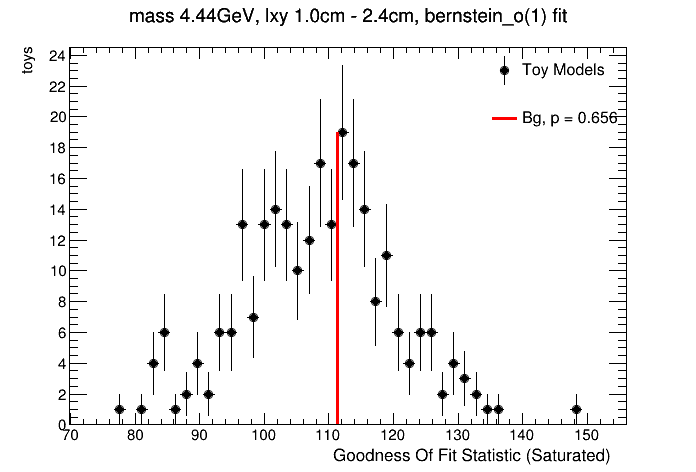 mass 4.44GeV, lxy 1.0cm - 2.4cm, bernstein_o(1) fit
toys
24
22
20
18
16
14
12
10
8
6
4
2
0
Toy Models
Bg, p = 0.656
70 80 90 100 110 120 130 140 150
Goodness Of Fit Statistic (Saturated)